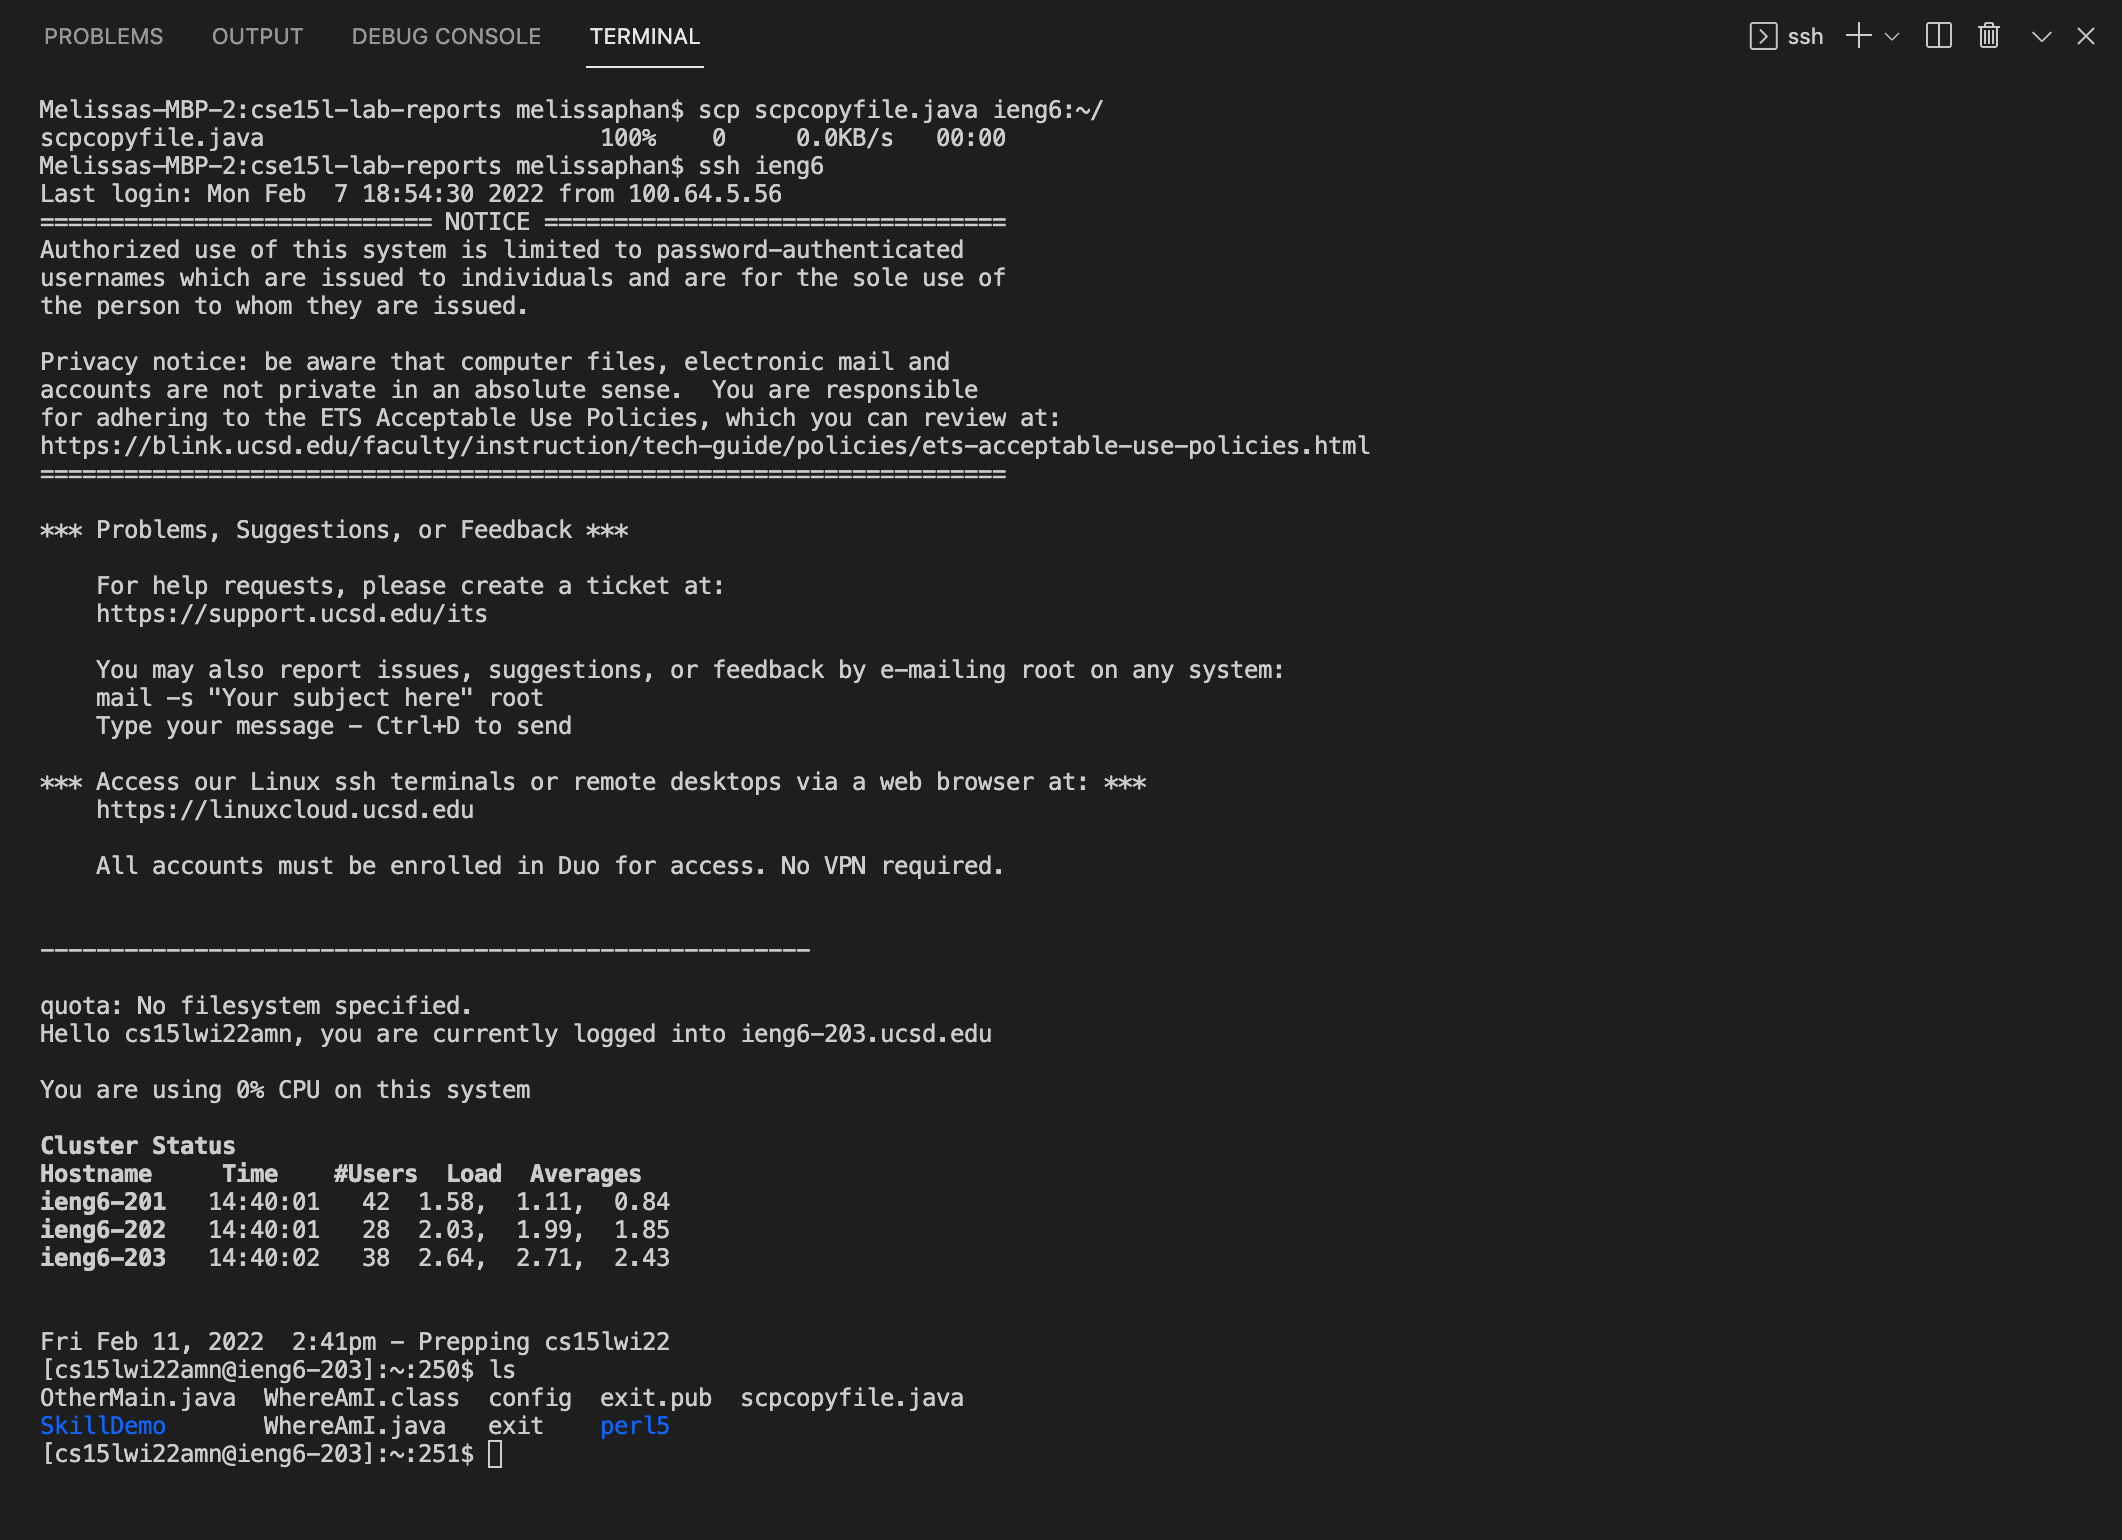 PROBLEMS OUTPUT DEBUG CONSOLE TERMINAL ssh
Melissas-MBP-2:cse15l-lab-reports melissaphan$ scp scpcopyfile.java ieng6:~/
scpcopyfile.java                        100%    0     0.0KB/s   00:00
Melissas-MBP-2:cse15l-lab-reports melissaphan$ ssh ieng6
Last login: Mon Feb  7 18:54:30 2022 from 100.64.5.56
============================ NOTICE =================================
Authorized use of this system is limited to password-authenticated
usernames which are issued to individuals and are for the sole use of
the person to whom they are issued.
Privacy notice: be aware that computer files, electronic mail and
accounts are not private in an absolute sense.  You are responsible
for adhering to the ETS Acceptable Use Policies, which you can review at:
https://blink.ucsd.edu/faculty/instruction/tech-guide/policies/ets-acceptable-use-policies.html
=====================================================================
*** Problems, Suggestions, or Feedback ***
    For help requests, please create a ticket at:
    https://support.ucsd.edu/its
    You may also report issues, suggestions, or feedback by e-mailing root on any system:
    mail -s "Your subject here" root
    Type your message - Ctrl+D to send
*** Access our Linux ssh terminals or remote desktops via a web browser at: ***
    https://linuxcloud.ucsd.edu
    All accounts must be enrolled in Duo for access. No VPN required.
-------------------------------------------------------
quota: No filesystem specified.
Hello cs15lwi22amn, you are currently logged into ieng6-203.ucsd.edu
You are using 0% CPU on this system
Cluster Status
Hostname     Time    #Users  Load  Averages
ieng6-201   14:40:01   42  1.58,  1.11,  0.84
ieng6-202   14:40:01   28  2.03,  1.99,  1.85
ieng6-203   14:40:02   38  2.64,  2.71,  2.43
Fri Feb 11, 2022  2:41pm - Prepping cs15lwi22
[cs15lwi22amn@ieng6-203]:~:250$ ls
OtherMain.java  WhereAmI.class  config  exit.pub  scpcopyfile.java
SkillDemo       WhereAmI.java   exit    perl5
[cs15lwi22amn@ieng6-203]:~:251$